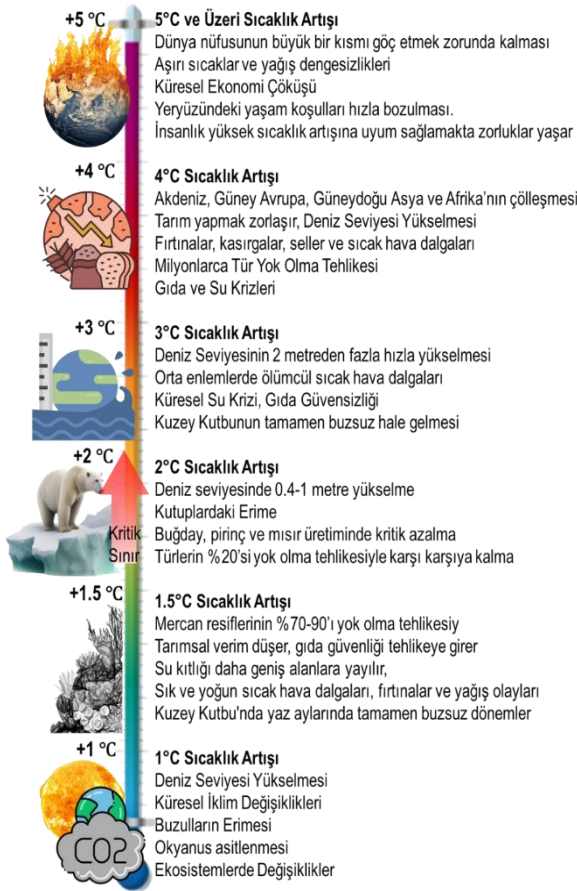 +5 °C
5°C ve Üzeri Sıcaklık Artışı
Dünya nüfusunun büyük bir kısmı göç etmek zorunda kalması
Aşırı sıcaklar ve yağış dengesizlikleri
Küresel Ekonomi Çöküşü
Yeryüzündeki yaşam koşulları hızla bozulması.
İnsanlık yüksek sıcaklık artışına uyum sağlamakta zorluklar yaşar
+4 °C
4°C Sıcaklık Artışı
Akdeniz, Güney Avrupa, Güneydoğu Asya ve Afrika'nın çölleşmesi
Tarım yapmak zorlaşır, Deniz Seviyesi Yükselmesi
Fırtınalar, kasırgalar, seller ve sıcak hava dalgaları
Milyonlarca Tür Yok Olma Tehlikesi
Gıda ve Su Krizleri
+3 °C
3°C Sıcaklık Artışı
Deniz Seviyesinin 2 metreden fazla hızla yükselmesi
Orta enlemlerde ölümcül sıcak hava dalgaları
Küresel Su Krizi, Gıda Güvensizliği
Kuzey Kutbunun tamamen buzsuz hale gelmesi
+2 °C
2°C Sıcaklık Artışı
Deniz seviyesinde 0.4-1 metre yükselme
Kutuplardaki Erime
Kritik Sınır
Buğday, pirinç ve mısır üretiminde kritik azalma
Türlerin %20'si yok olma tehlikesiyle karşı karşıya kalma
+1.5 °C
1.5°C Sıcaklık Artışı
Mercan resiflerinin %70-90'ı yok olma tehlikesiy
Tarımsal verim düşer, gıda güvenliği tehlikeye girer
Su kıtlığı daha geniş alanlara yayılır,
Sık ve yoğun sıcak hava dalgaları, fırtınalar ve yağış olayları
Kuzey Kutbu'nda yaz aylarında tamamen buzsuz dönemler
+1 °C
1°C Sıcaklık Artışı
Deniz Seviyesi Yükselmesi
Küresel İklim Değişiklikleri
Buzulların Erimesi
Okyanus asitlenmesi
Ekosistemlerde Değişiklikler
CO2